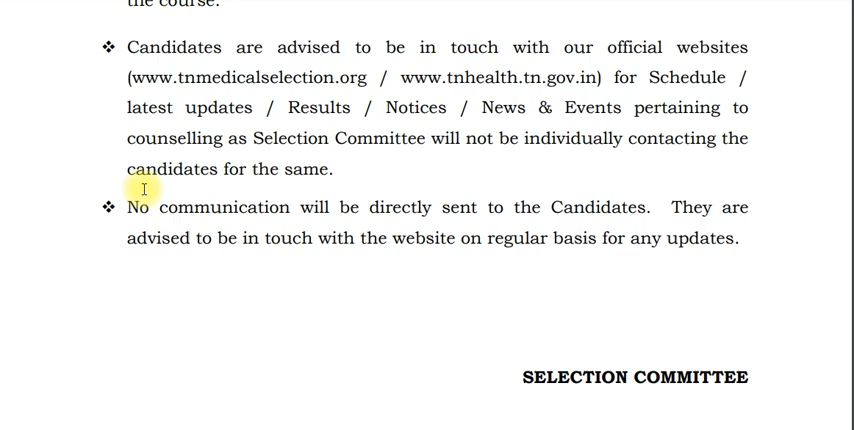 the course.
❖ Candidates are advised to be in touch with our official websites
(www.tnmedicalselection.org / www.tnhealth.tn.gov.in) for Schedule /
latest updates / Results / Notices / News & Events pertaining to
counselling as Selection Committee will not be individually contacting the
candidates for the same.
❖ No communication will be directly sent to the Candidates. They are
advised to be in touch with the website on regular basis for any updates.
SELECTION COMMITTEE